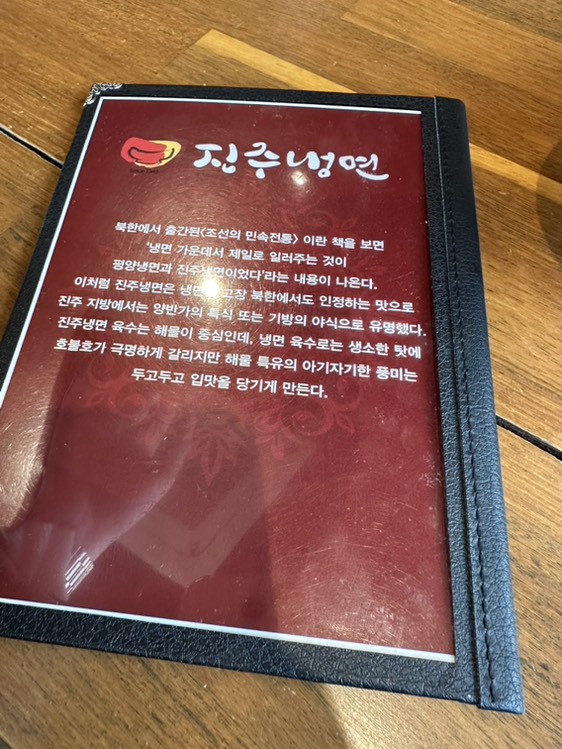 진주냉면
북한에서 출간된<조선의 민속전통> 이란 책을 보면
'냉면 가운데서 제일로 일러주는 것이
평양냉면과 진주냉면이었다'라는 내용이 나온다.
이처럼 진주냉면은 냉면 고장 북한에서도 인정하는 맛으로
진주 지방에서는 양반가의 특식 또는 기방의 야식으로 유명했다.
진주냉면 육수는 해물이 중심인데, 냉면 육수로는 생소한 탓에
호불호가 극명하게 갈리지만 해물 특유의 아기자기한 풍미는
두고두고 입맛을 당기게 만든다.